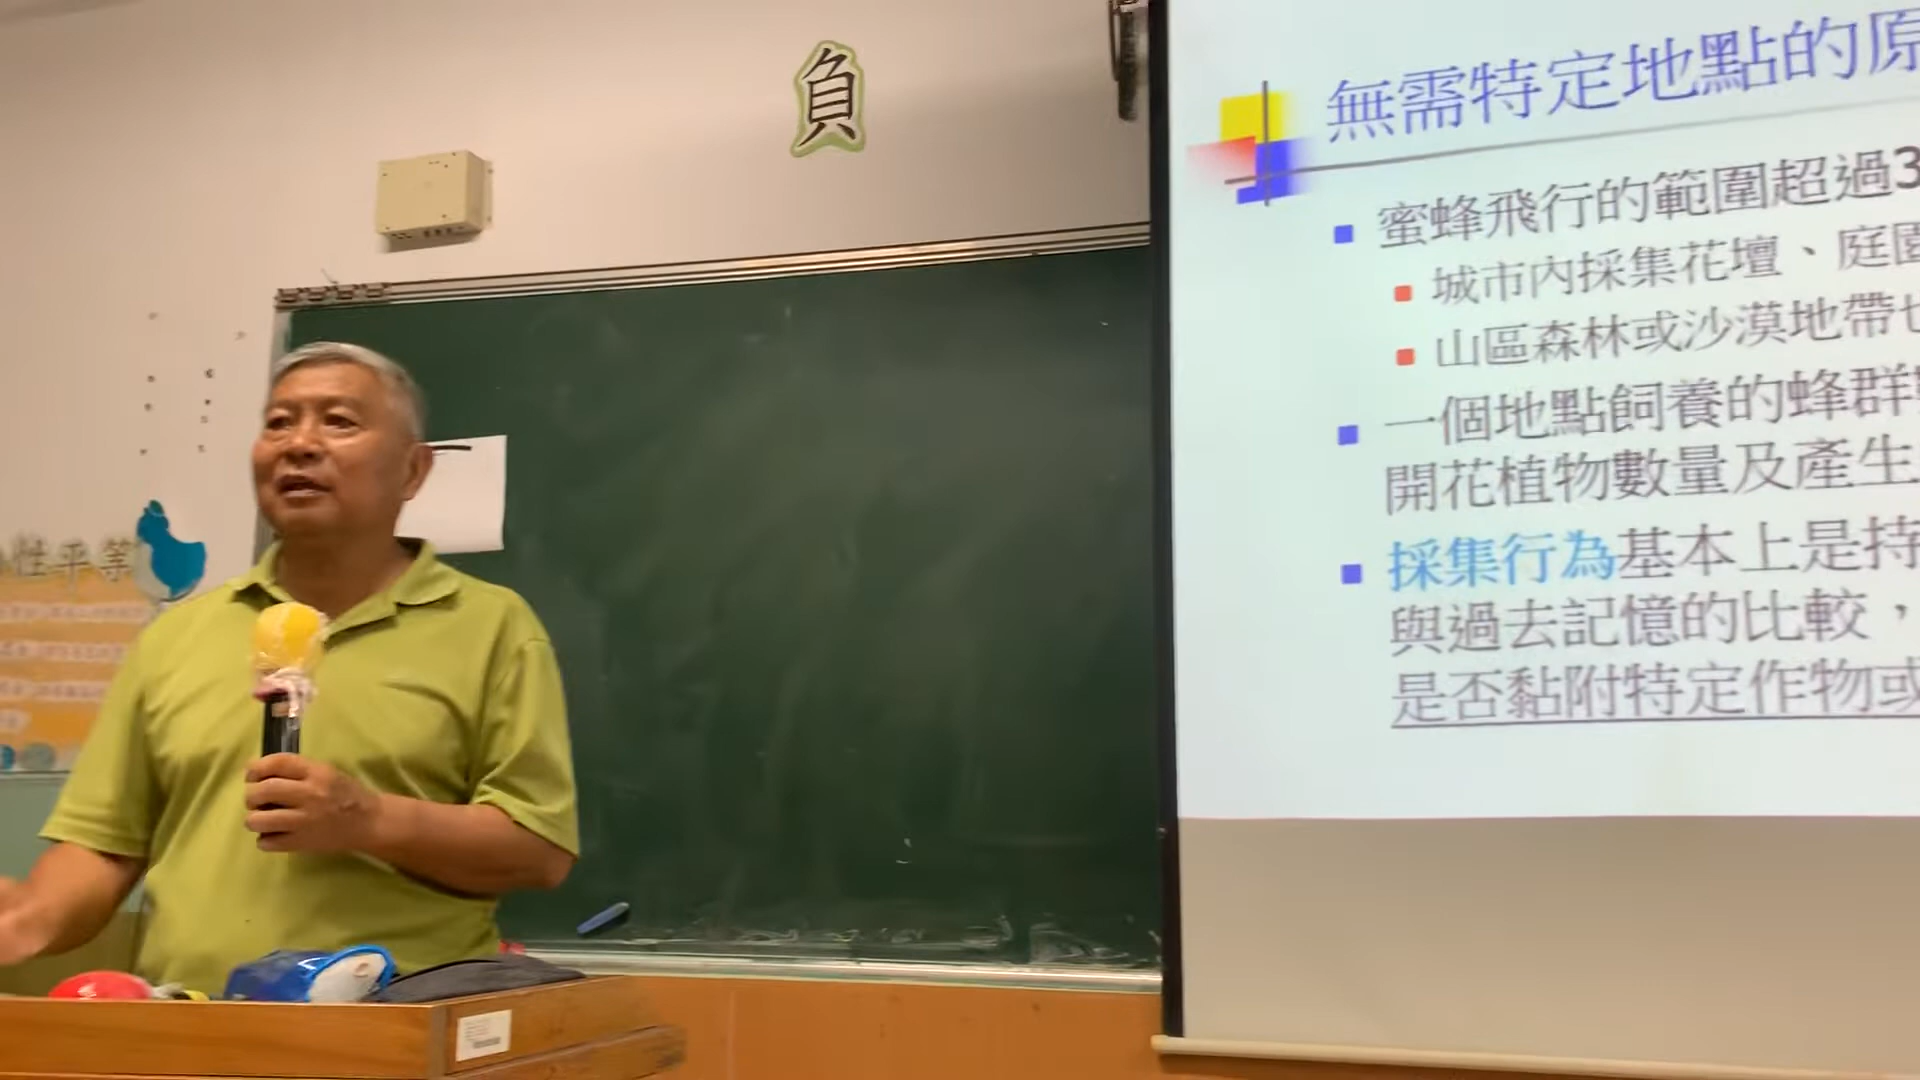 負
無需特定地點的原
蜜蜂飛行的範圍超過3
城市內採集花壇、庭園
山區森林或沙漠地帶也
一個地點飼養的蜂群
開花植物數量及產生
採集行為基本上是持
與過去記憶的比較，
是否黏附特定作物或
性平等